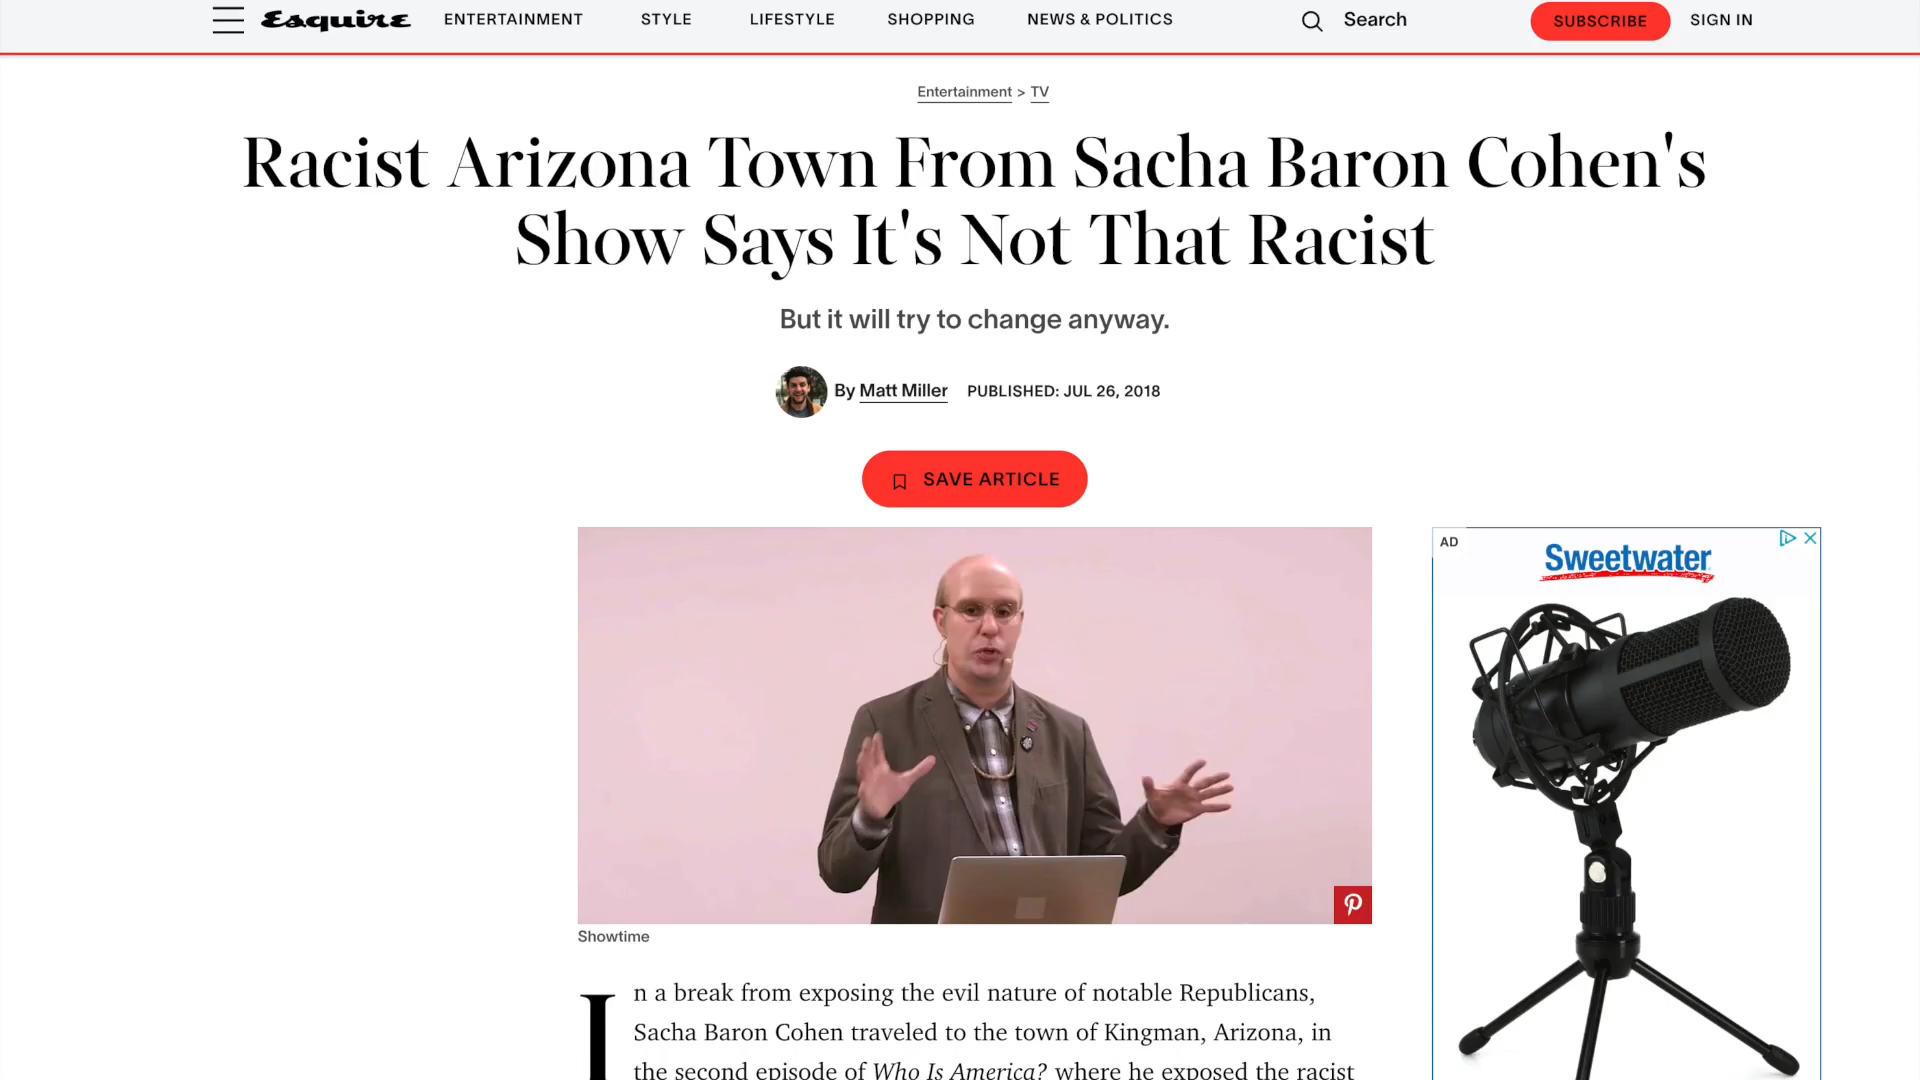 Esquire ENTERTAINMENT STYLE LIFESTYLE SHOPPING NEWS & POLITICS Search SUBSCRIBE SIGN IN
Entertainment > TV
Racist Arizona Town From Sacha Baron Cohen's
Show Says It's Not That Racist
But it will try to change anyway.
By Matt Miller PUBLISHED: JUL 26, 2018
SAVE ARTICLE
AD
Sweetwater
Showtime
In a break from exposing the evil nature of notable Republicans,
Sacha Baron Cohen traveled to the town of Kingman, Arizona, in
the second episode of Who Is America? where he exposed the racist